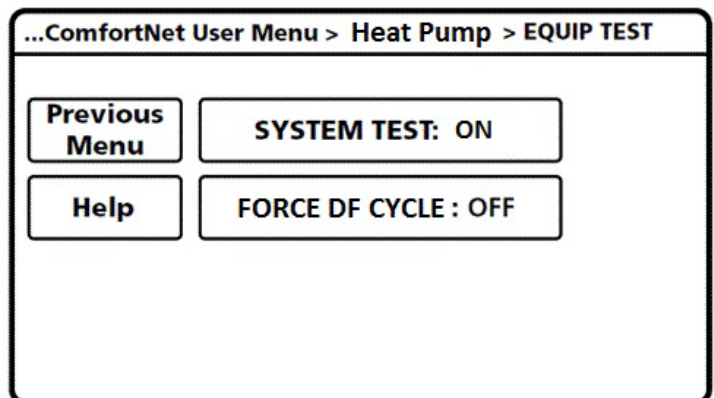 ...ComfortNet User Menu > Heat Pump > EQUIP TEST
Previous
Menu
SYSTEM TEST: ON
Help
FORCE DF CYCLE : OFF